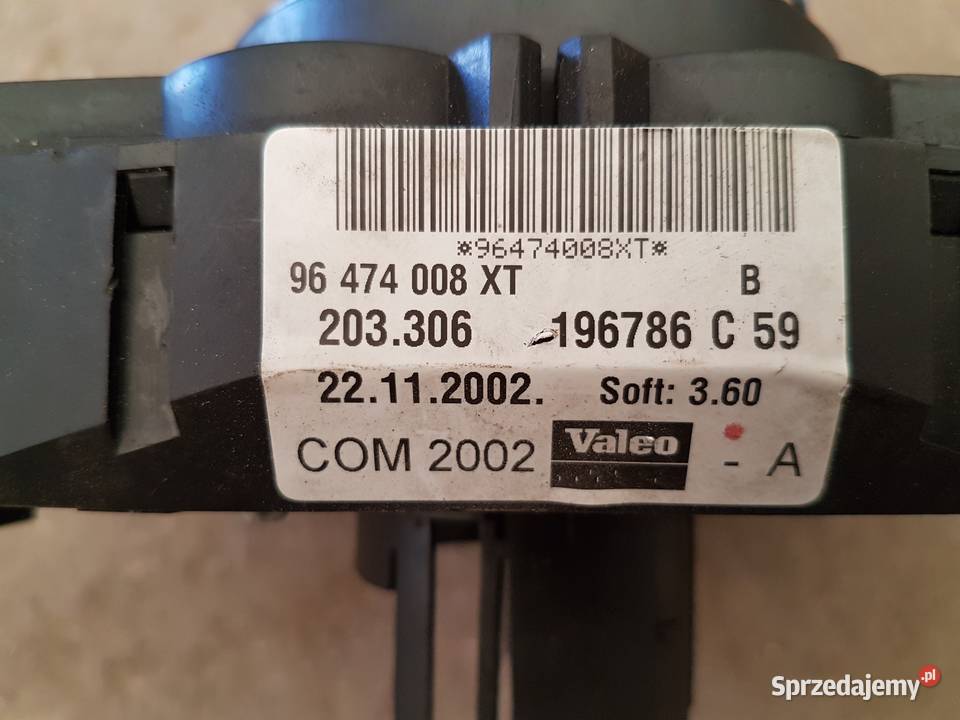 *96474008XT*
96 474 008 XT B
203.306 196786 C 59
22.11.2002. Soft: 3.60
COM 2002 Valeo - A
Sprzedajemy.pl